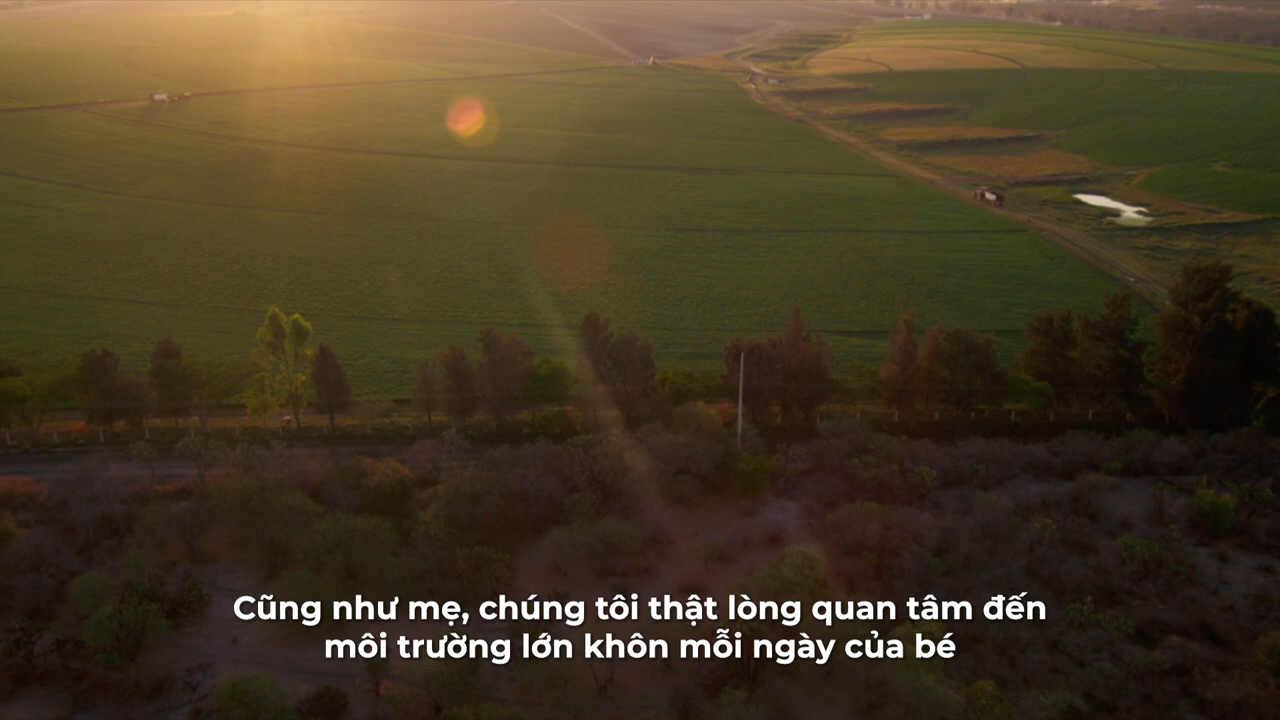 Cũng như mẹ, chúng tôi thật lòng quan tâm đến
môi trường lớn khôn mỗi ngày của bé